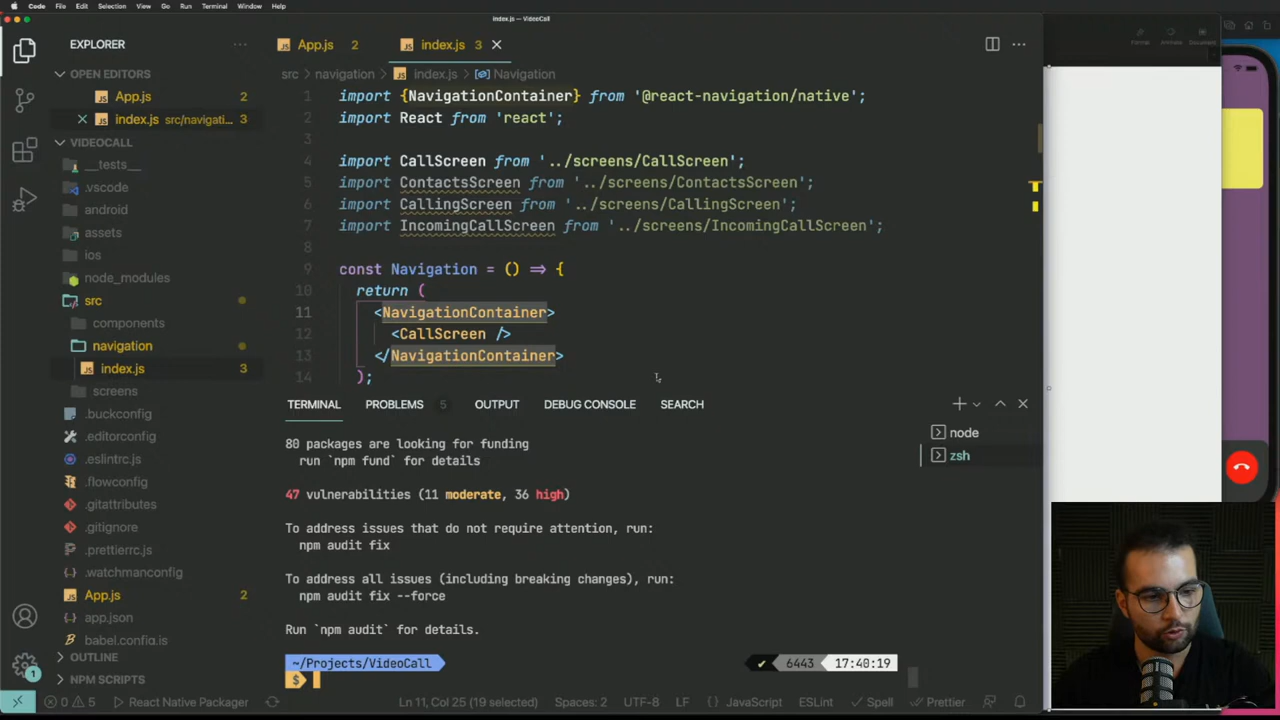 Code File Edit Selection View Go Run Terminal Window Help
index.js — VideoCall
EXPLORER
App.js 2
index.js 3
OPEN EDITORS
App.js 2
index.js src/navigati... 3
VIDEOCALL
__tests__
.vscode
android
assets
ios
node_modules
src
components
navigation
index.js 3
screens
.buckconfig
.editorconfig
.eslintrc.js
.flowconfig
.gitattributes
.gitignore
.prettierrc.js
.watchmanconfig
App.js 2
app.json
babel.config.js
OUTLINE
NPM SCRIPTS
src > navigation > index.js > Navigation
1 import {NavigationContainer} from '@react-navigation/native';
2 import React from 'react';
3
4 import CallScreen from '../screens/CallScreen';
5 import ContactsScreen from '../screens/ContactsScreen';
6 import CallingScreen from '../screens/CallingScreen';
7 import IncomingCallScreen from '../screens/IncomingCallScreen';
8
9 const Navigation = () => {
10 return (
11 <NavigationContainer>
12 <CallScreen />
13 </NavigationContainer>
14 );
TERMINAL PROBLEMS 5 OUTPUT DEBUG CONSOLE SEARCH
node
zsh
80 packages are looking for funding
run `npm fund` for details
47 vulnerabilities (11 moderate, 36 high)
To address issues that do not require attention, run:
npm audit fix
To address all issues (including breaking changes), run:
npm audit fix --force
Run `npm audit` for details.
~/Projects/VideoCall
✔ 6443 17:40:19
$
1
0 5 React Native Packager
Ln 11, Col 25 (19 selected) Spaces: 2 UTF-8 LF {} JavaScript ESLint Spell Prettier
Format Animate Document